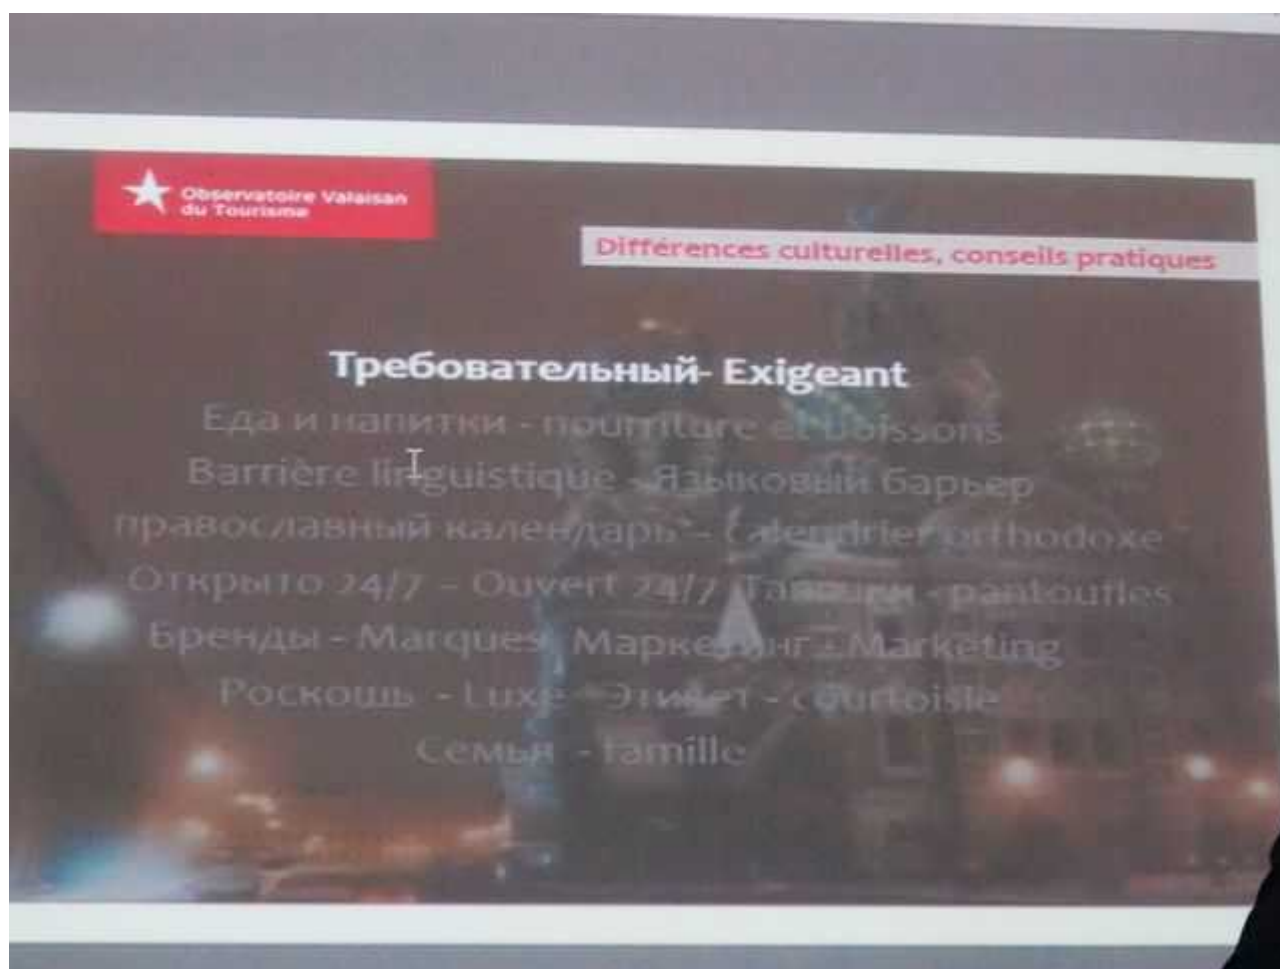 Observatoire Valaisan
du Tourisme
Différences culturelles, conseils pratiques
Требовательный- Exigeant
Еда и напитки - nourriture et boissons
Barrière linguistique - Языковый барьер
православный календарь - calendrier orthodoxe
Открыто 24/7 - Ouvert 24/7 Тапочки - pantoufles
Бренды - Marques Маркетинг - Marketing
Роскошь - Luxe Этикет - courtoisie
Семья - famille